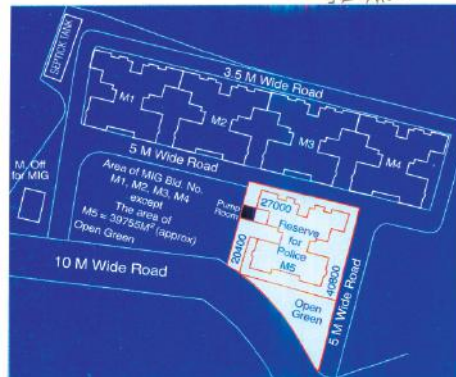 SEPTICK TANK
3.5 M Wide Road
M1
M2
M3
M4
5 M Wide Road
M. Off
for MIG
Area of MIG Bld. No.
M1, M2, M3, M4
except
The area of
M5 = 39755M² (approx)
Open Green
Pump
Room
27000
Reserve
for
Police
M5
20400
40800
Open
Green
5 M Wide Road
10 M Wide Road